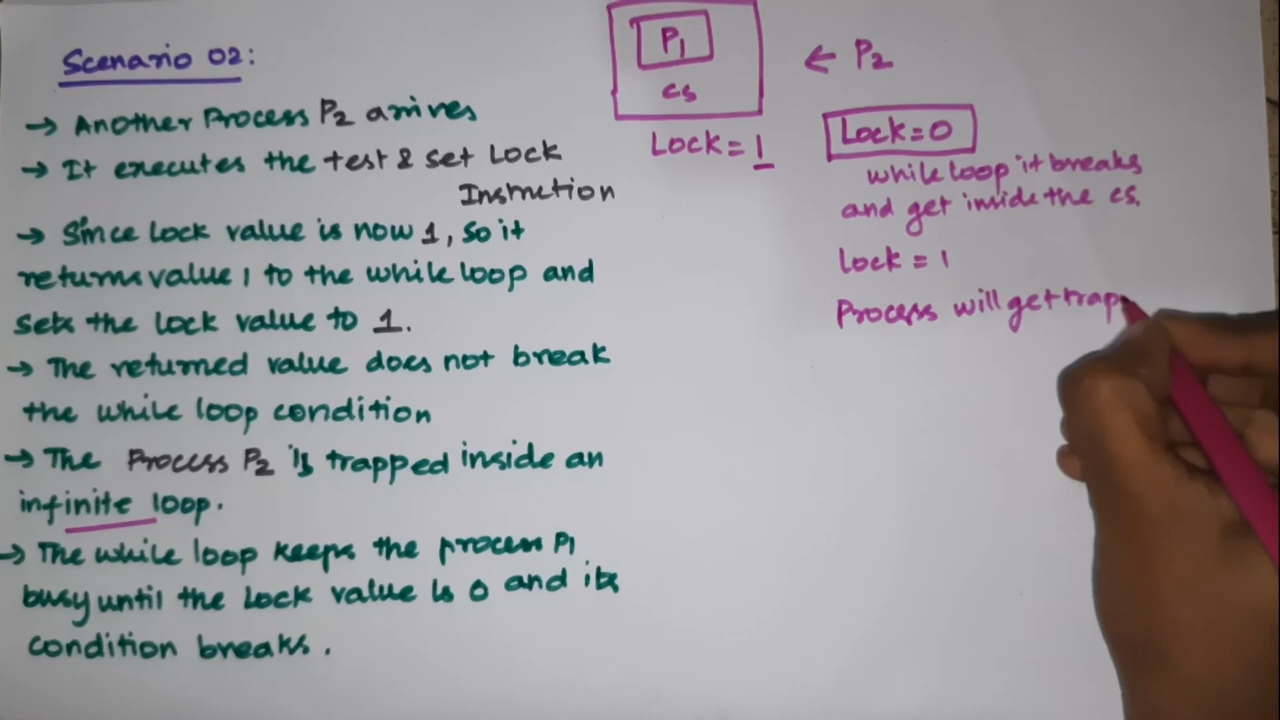 Scenario 02:
→ Another Process P2 arrives
→ It executes the test & set Lock
Instruction
→ Since Lock value is now 1, so it
returns value 1 to the while loop and
sets the lock value to 1.
→ The returned value does not break
the while loop condition
→ The Process P2 is trapped inside an
infinite loop.
→ The while loop keeps the process P1
busy until the Lock value is 0 and its
condition breaks.
P1
cs
Lock = 1
← P2
Lock = 0
while loop it breaks
and get inside the cs.
lock = 1
Process will get trap